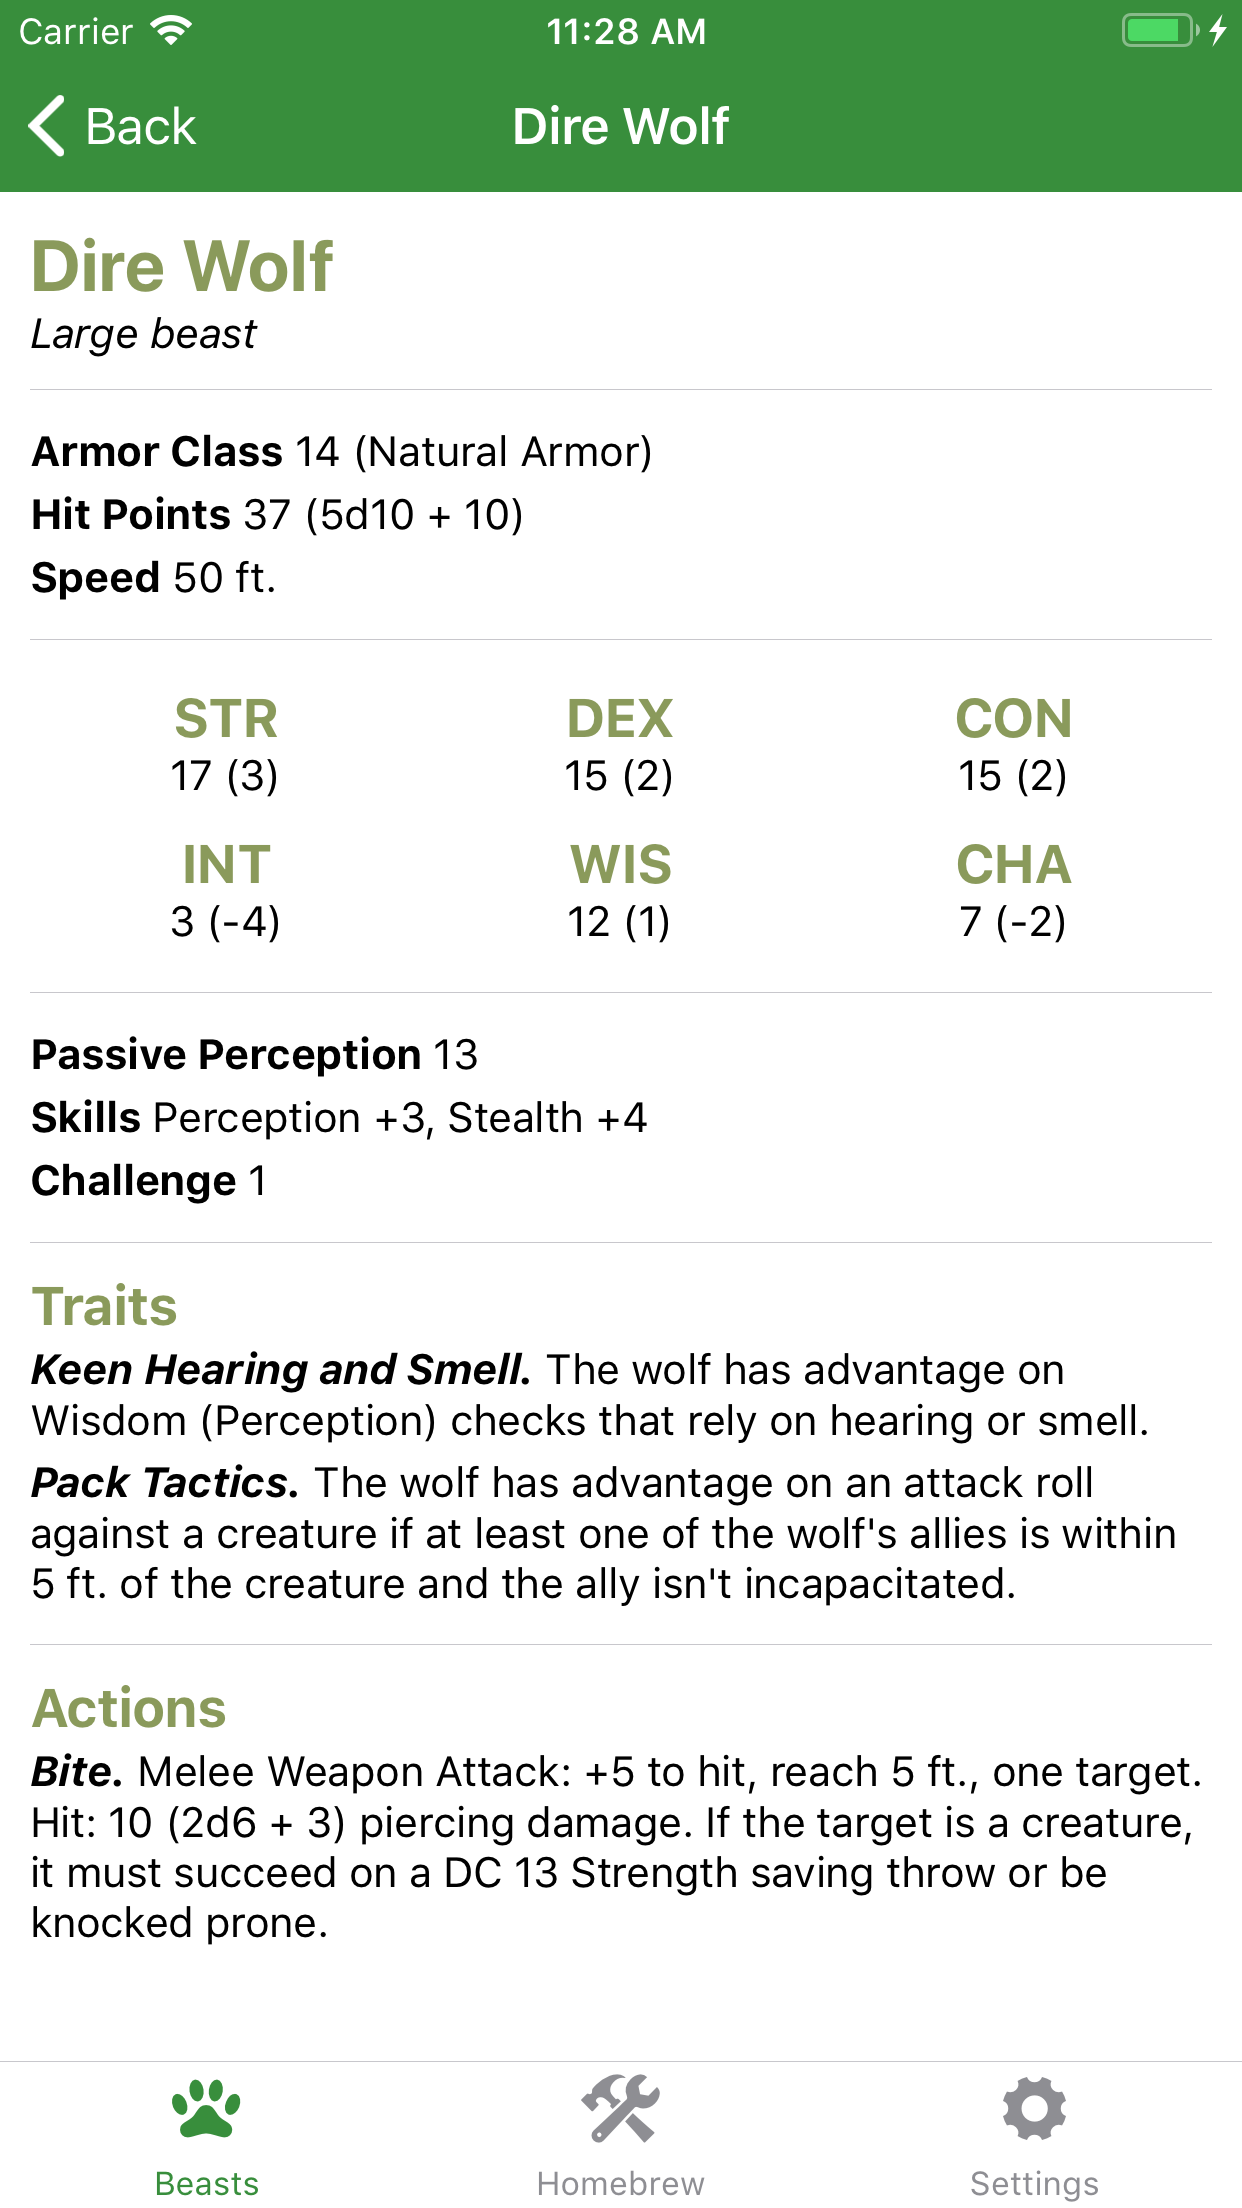 Carrier 11:28 AM
Back Dire Wolf
Dire Wolf
Large beast
Armor Class 14 (Natural Armor)
Hit Points 37 (5d10 + 10)
Speed 50 ft.
STR DEX CON
17 (3) 15 (2) 15 (2)
INT WIS CHA
3 (-4) 12 (1) 7 (-2)
Passive Perception 13
Skills Perception +3, Stealth +4
Challenge 1
Traits
Keen Hearing and Smell. The wolf has advantage on
Wisdom (Perception) checks that rely on hearing or smell.
Pack Tactics. The wolf has advantage on an attack roll
against a creature if at least one of the wolf's allies is within
5 ft. of the creature and the ally isn't incapacitated.
Actions
Bite. Melee Weapon Attack: +5 to hit, reach 5 ft., one target.
Hit: 10 (2d6 + 3) piercing damage. If the target is a creature,
it must succeed on a DC 13 Strength saving throw or be
knocked prone.
Beasts Homebrew Settings